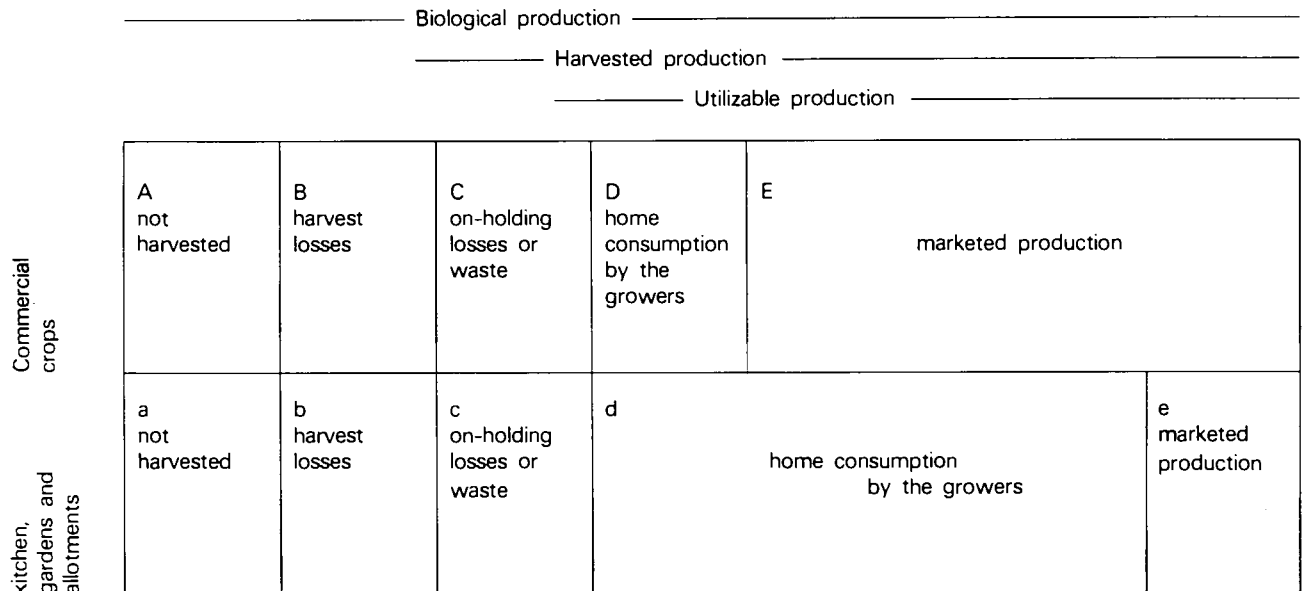 Biological production
Harvested production
Utilizable production
Commercial
crops
A
not
harvested
B
harvest
losses
C
on-holding
losses or
waste
D
home
consumption
by the
growers
E
marketed production
kitchen,
gardens and
allotments
a
not
harvested
b
harvest
losses
c
on-holding
losses or
waste
d
home consumption
by the growers
e
marketed
production